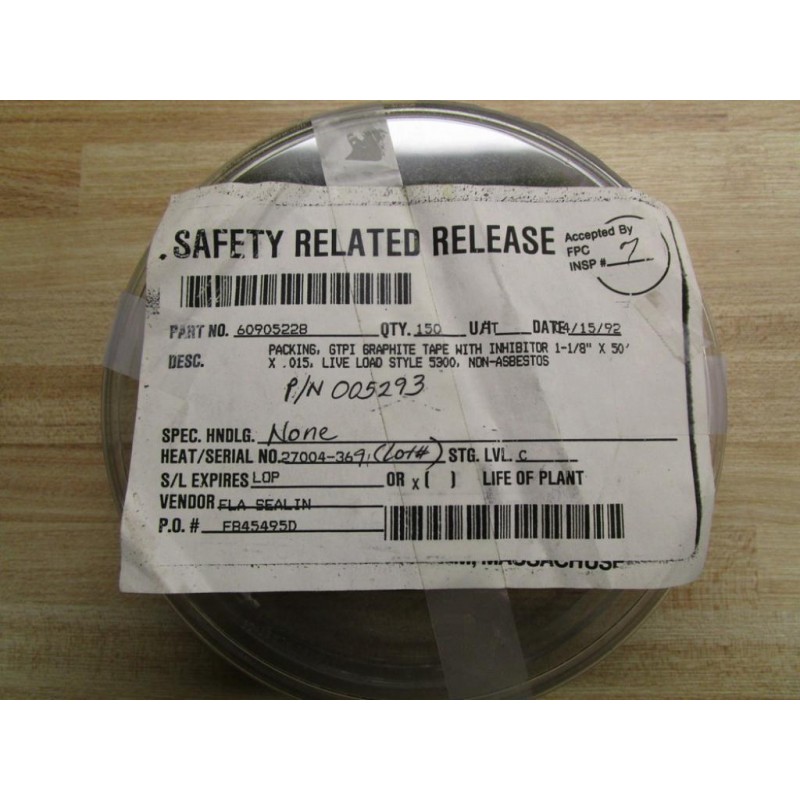 SAFETY RELATED RELEASE
Accepted By
FPC
INSP #. 7
PART NO. 60905228 QTY. 150 U/I DATE 4/15/92
DESC. PACKING, GTPI GRAPHITE TAPE WITH INHIBITOR 1-1/8" X 50'
X .015, LIVE LOAD STYLE 5300, NON-ASBESTOS
P/N 005293
SPEC. HNDLG. None
HEAT/SERIAL NO. 27004-369, (Lot#) STG. LVL. C
S/L EXPIRES LOP OR x ( ) LIFE OF PLANT
VENDOR FLA SEALIN
P.O. # FB45495D